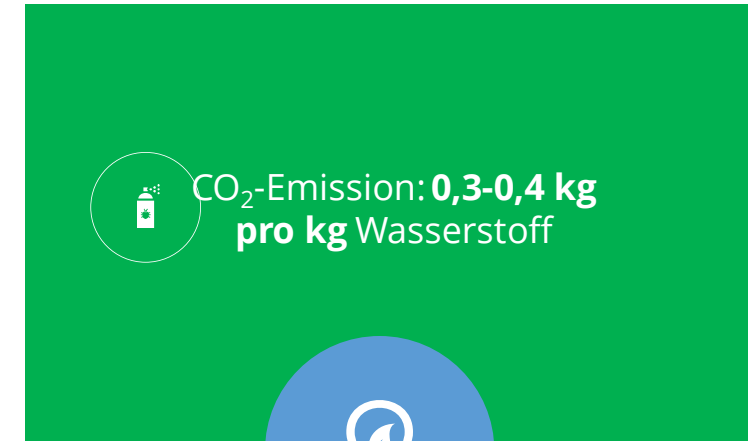 CO₂-Emission: 0,3-0,4 kg
pro kg Wasserstoff